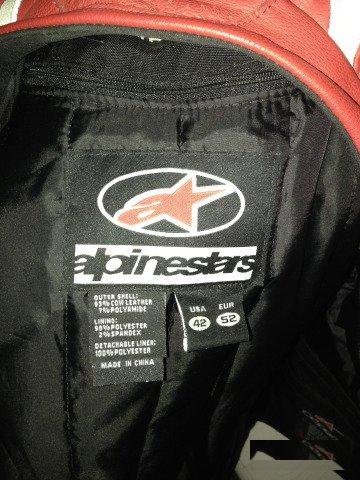 alpinestars
OUTER SHELL:
93% COW LEATHER
7% POLYAMIDE
LINING:
98% POLYESTER
2% SPANDEX
DETACHABLE LINER:
100% POLYESTER
MADE IN CHINA
USA EUR
42 52